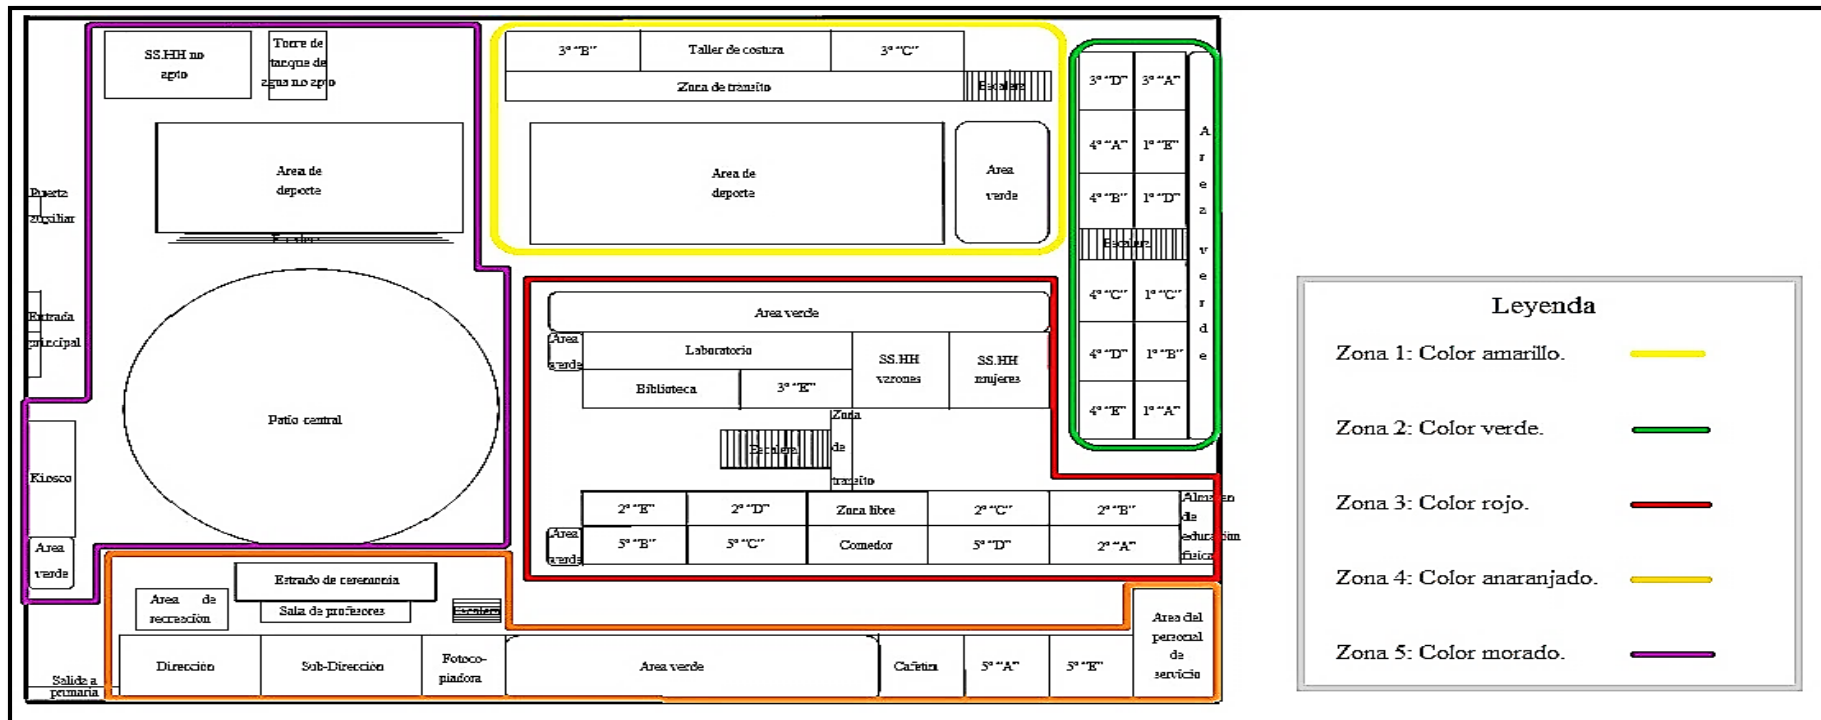 SS.HH no
apto
Torre de
tanque de
agua no apto
Area de
deporte
Escalera
Puerta
auxiliar
Entrada
principal
Patio central
Kiosco
Area
verde
3° “B”
Taller de costura
3° “C”
Zona de transito
Escalera
Area de
deporte
Area
verde
3° “D”
3° “A”
4° “A”
1° “E”
4° “B”
1° “D”
Escalera
4° “C”
1° “C”
4° “D”
1° “B”
4° “E”
1° “A”
A
r
e
a
v
e
r
d
e
Area verde
Area
verde
Laboratorio
SS.HH
varones
SS.HH
mujeres
Biblioteca
3° “E”
Zona
de
transito
Escalera
2° “E”
2° “D”
Zona libre
2° “C”
2° “B”
Almacen
de
educación
fisica
Area
verde
5° “B”
5° “C”
Comedor
5° “D”
2° “A”
Estrado de ceremonia
Area de
recreación
Sala de profesores
Escalera
Dirección
Sub-Dirección
Fotoco-
piadora
Area verde
Cafetin
5° “A”
5° “E”
Area del
personal
de
servicio
Salida a
primaria
Leyenda
Zona 1: Color amarillo.
Zona 2: Color verde.
Zona 3: Color rojo.
Zona 4: Color anaranjado.
Zona 5: Color morado.